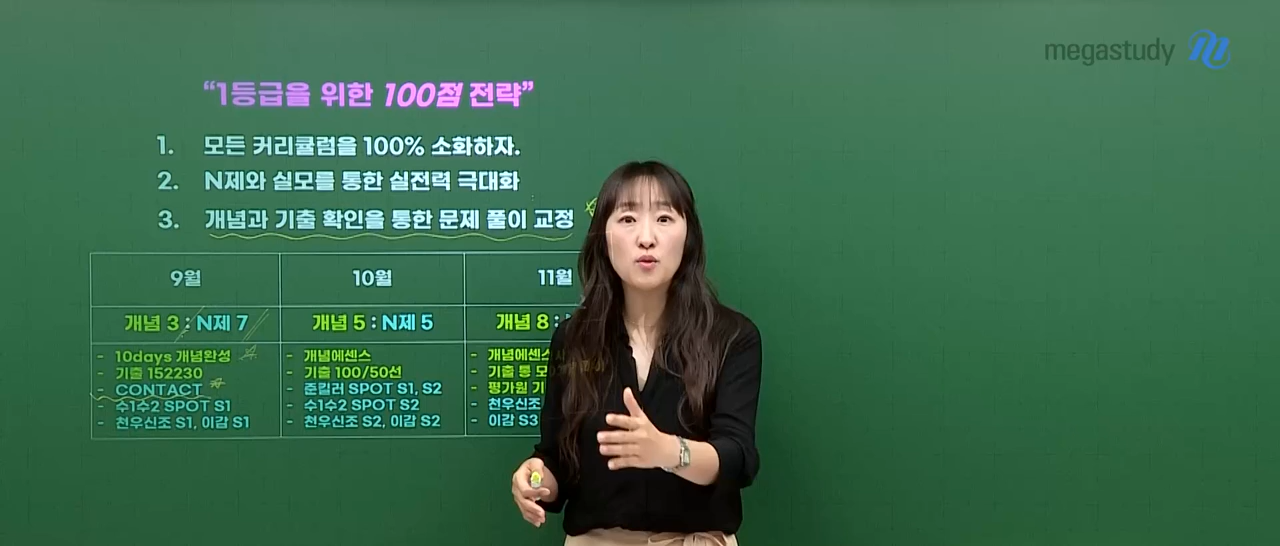 megastudy
“1등급을 위한 100점 전략”
1. 모든 커리큘럼을 100% 소화하자.
2. N제와 실모를 통한 실전력 극대화
3. 개념과 기출 확인을 통한 문제 풀이 교정
9월 10월 11월
개념 3 : N제 7 개념 5 : N제 5 개념 8 :
- 10days 개념완성 - 개념에센스 - 개념에센스
- 기출 152230 - 기출 100/50선 - 기출 통
- CONTACT - 준킬러 SPOT S1, S2 - 평가원
- 수1수2 SPOT S1 - 수1수2 SPOT S2 - 천우신조
- 천우신조 S1, 이감 S1 - 천우신조 S2, 이감 S2 - 이감 S3